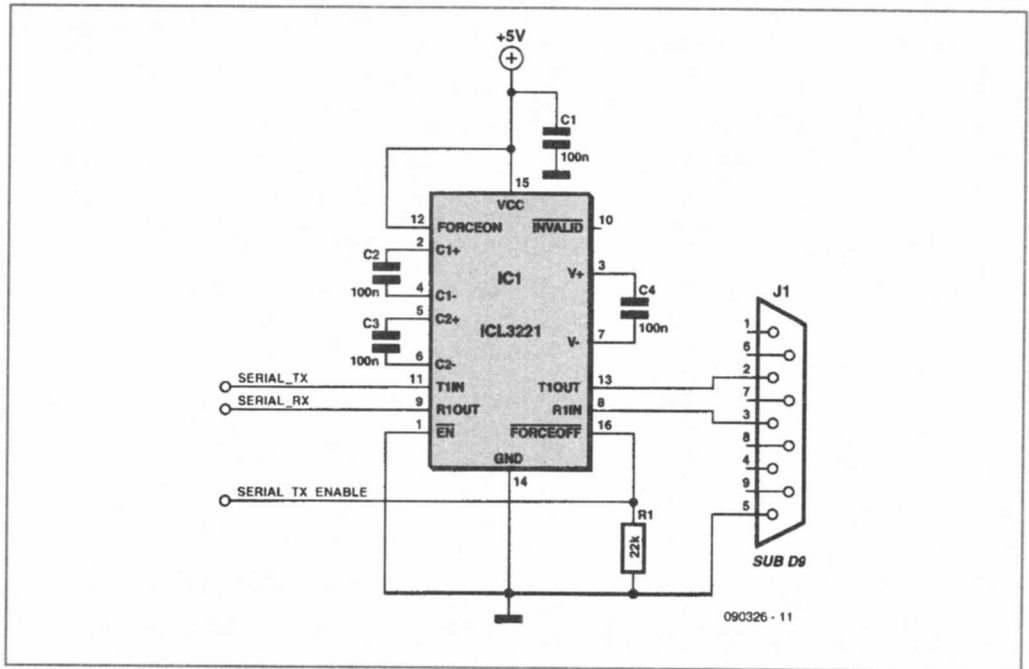 +5V
C1
100n
15
VCC
12 FORCEON INVALID 10
2 C1+
C2
100n
4 C1-
IC1
V+ 3
C4
100n
5 C2+
C3
100n
ICL3221
V- 7
6 C2-
SERIAL_TX 11 T1IN T1OUT 13
SERIAL_RX 9 R1OUT R1IN 8
1 EN FORCEOFF 16
GND
14
SERIAL TX ENABLE
R1
22k
J1
1
6
2
7
3
8
4
9
5
SUB D9
090326 - 11